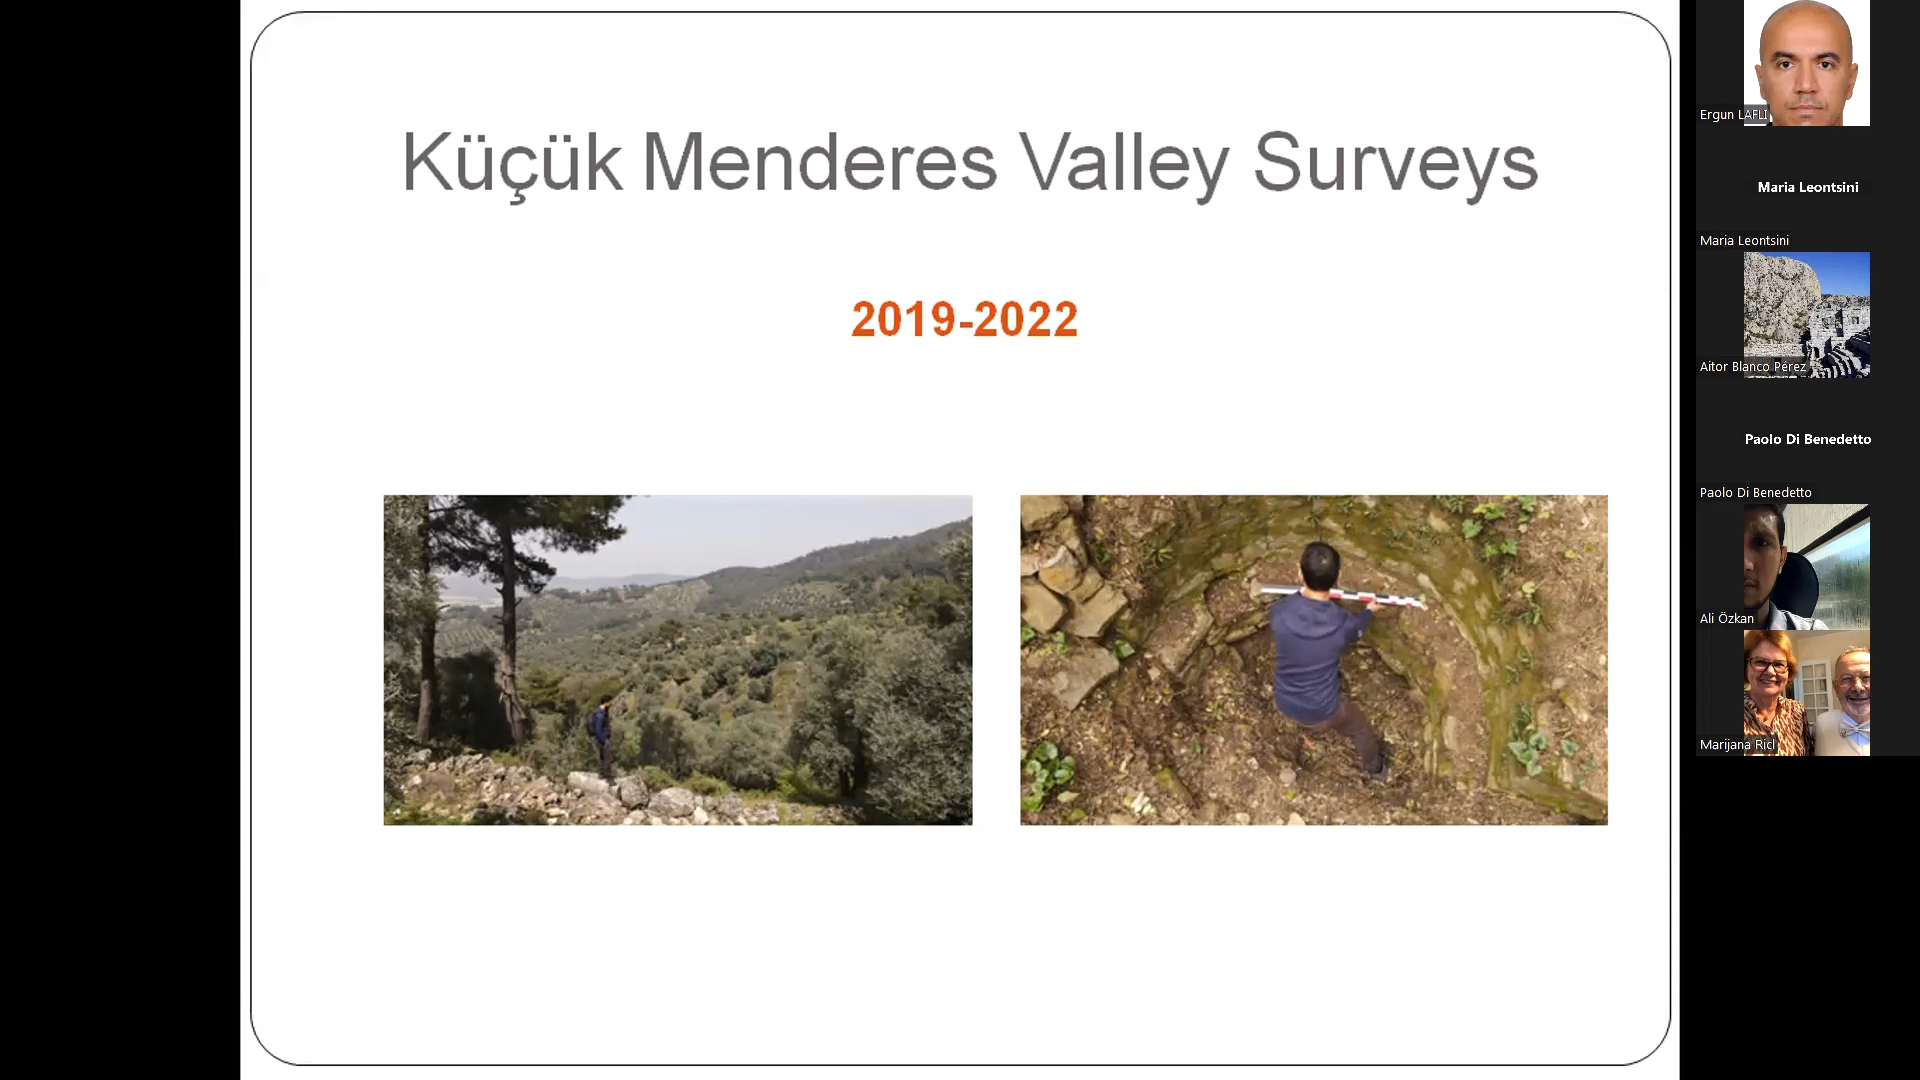 Küçük Menderes Valley Surveys
2019-2022
Ergun LAFLI
Maria Leontsini
Maria Leontsini
Aitor Blanco Pérez
Paolo Di Benedetto
Paolo Di Benedetto
Ali Özkan
Marijana Ricl